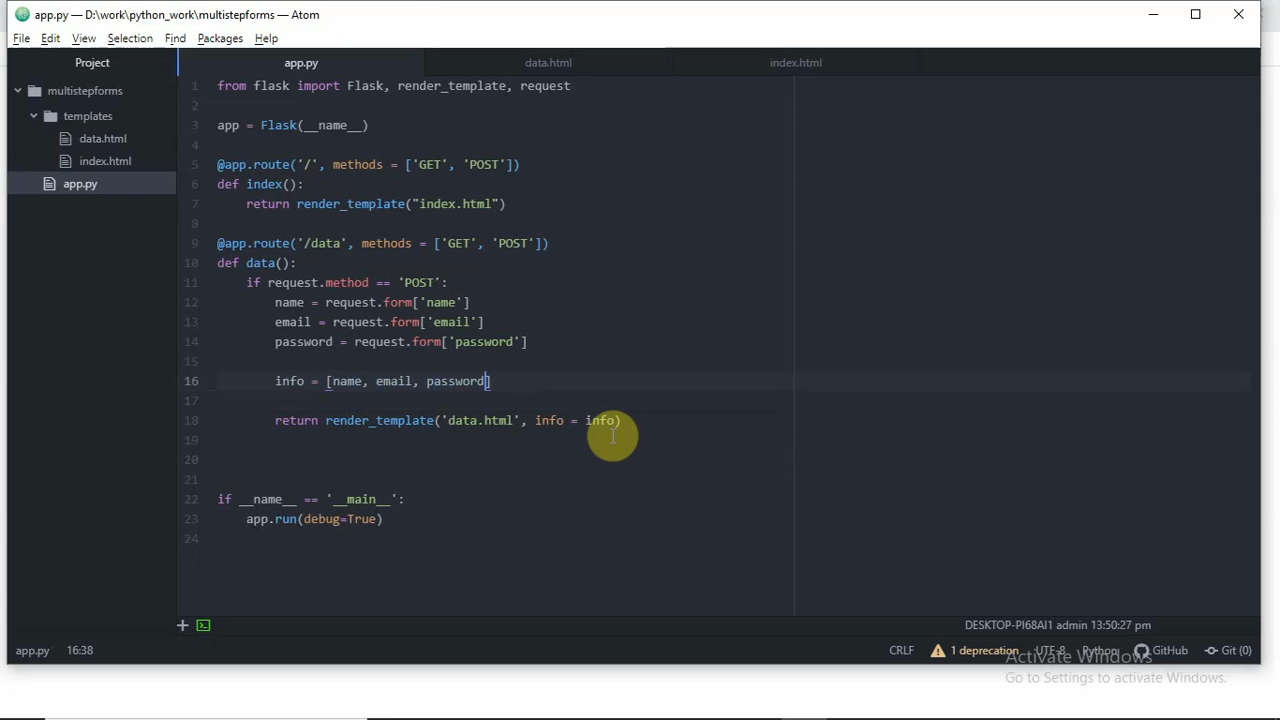 app.py — D:\work\python_work\multistepforms — Atom
File Edit View Selection Find Packages Help
Project
multistepforms
templates
data.html
index.html
app.py
app.py data.html index.html
1 from flask import Flask, render_template, request
2
3 app = Flask(__name__)
4
5 @app.route('/', methods = ['GET', 'POST'])
6 def index():
7 return render_template("index.html")
8
9 @app.route('/data', methods = ['GET', 'POST'])
10 def data():
11 if request.method == 'POST':
12 name = request.form['name']
13 email = request.form['email']
14 password = request.form['password']
15
16 info = [name, email, password]
17
18 return render_template('data.html', info = info)
19
20
21
22 if __name__ == '__main__':
23 app.run(debug=True)
24
DESKTOP-PI68AI1 admin 13:50:27 pm
app.py 16:38 CRLF 1 deprecation UTF-8 Python GitHub Git (0)
Activate Windows
Go to Settings to activate Windows.